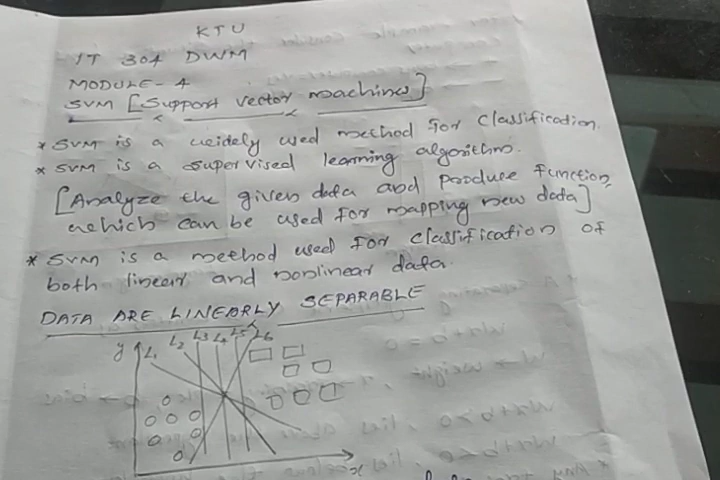 KTU
IT 304 DWM
MODULE - 4
SVM [Support vector machines]
* SVM is a widely used method for classification.
* SVM is a supervised learning algorithm.
[Analyze the given data and produce function,
which can be used for mapping new data]
* SVM is a method used for classification of
both linear and nonlinear data.
DATA ARE LINEARLY SEPARABLE
y L1 L2 L3 L4 L5 L6
x